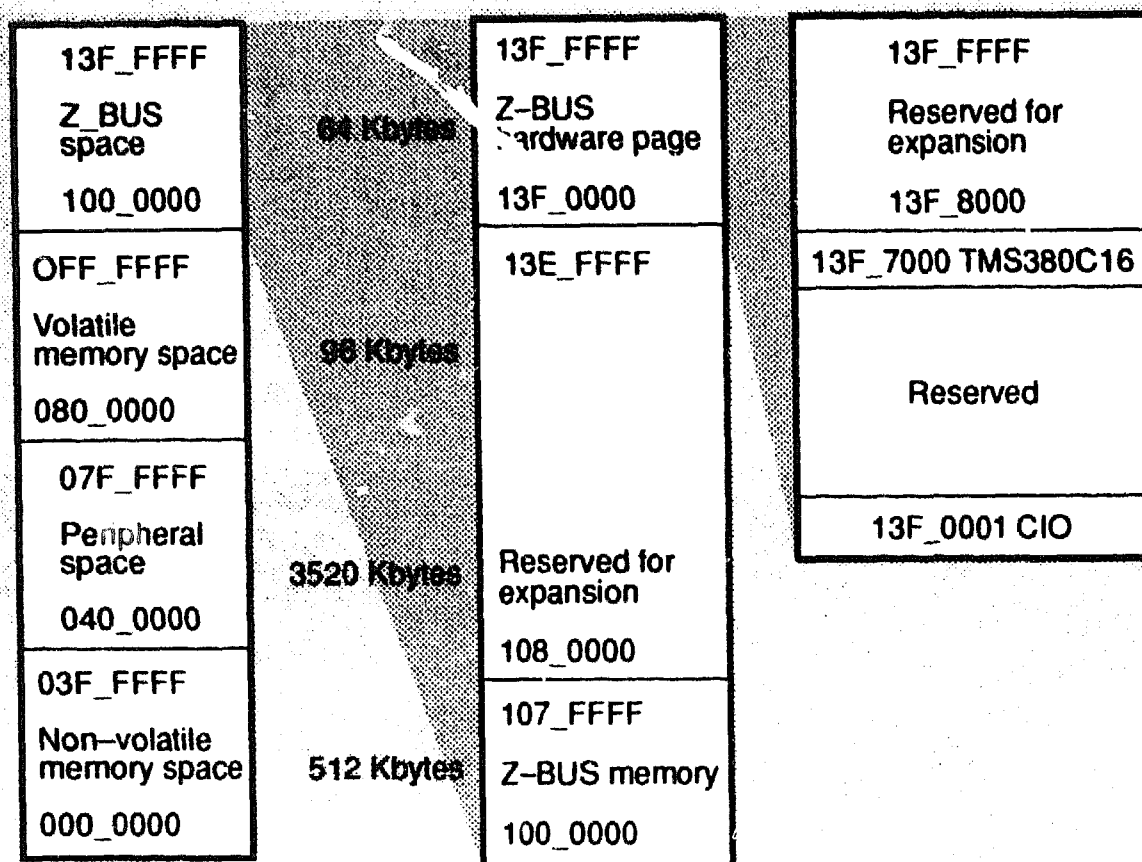 13F_FFFF
Z_BUS
space
100_0000
OFF_FFFF
Volatile
memory space
080_0000
07F_FFFF
Peripheral
space
040_0000
03F_FFFF
Non–volatile
memory space
000_0000
64 Kbytes
96 Kbytes
3520 Kbytes
512 Kbytes
13F_FFFF
Z–BUS
hardware page
13F_0000
13E_FFFF
Reserved for
expansion
108_0000
107_FFFF
Z–BUS memory
100_0000
13F_FFFF
Reserved for
expansion
13F_8000
13F_7000 TMS380C16
Reserved
13F_0001 CIO